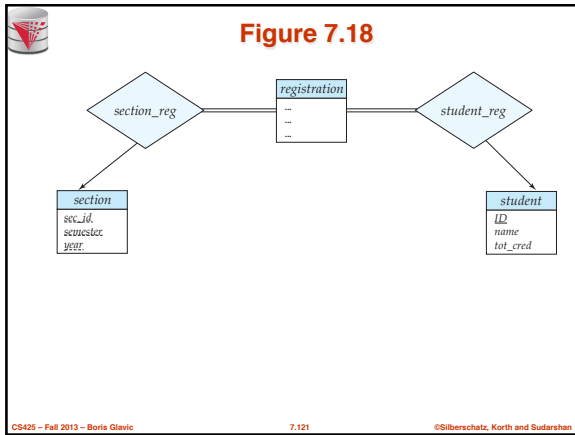 Figure 7.18
section_reg
registration
...
...
...
student_reg
section
sec_id
semester
year
student
ID
name
tot_cred
CS425 – Fall 2013 – Boris Glavic
7.121
©Silberschatz, Korth and Sudarshan